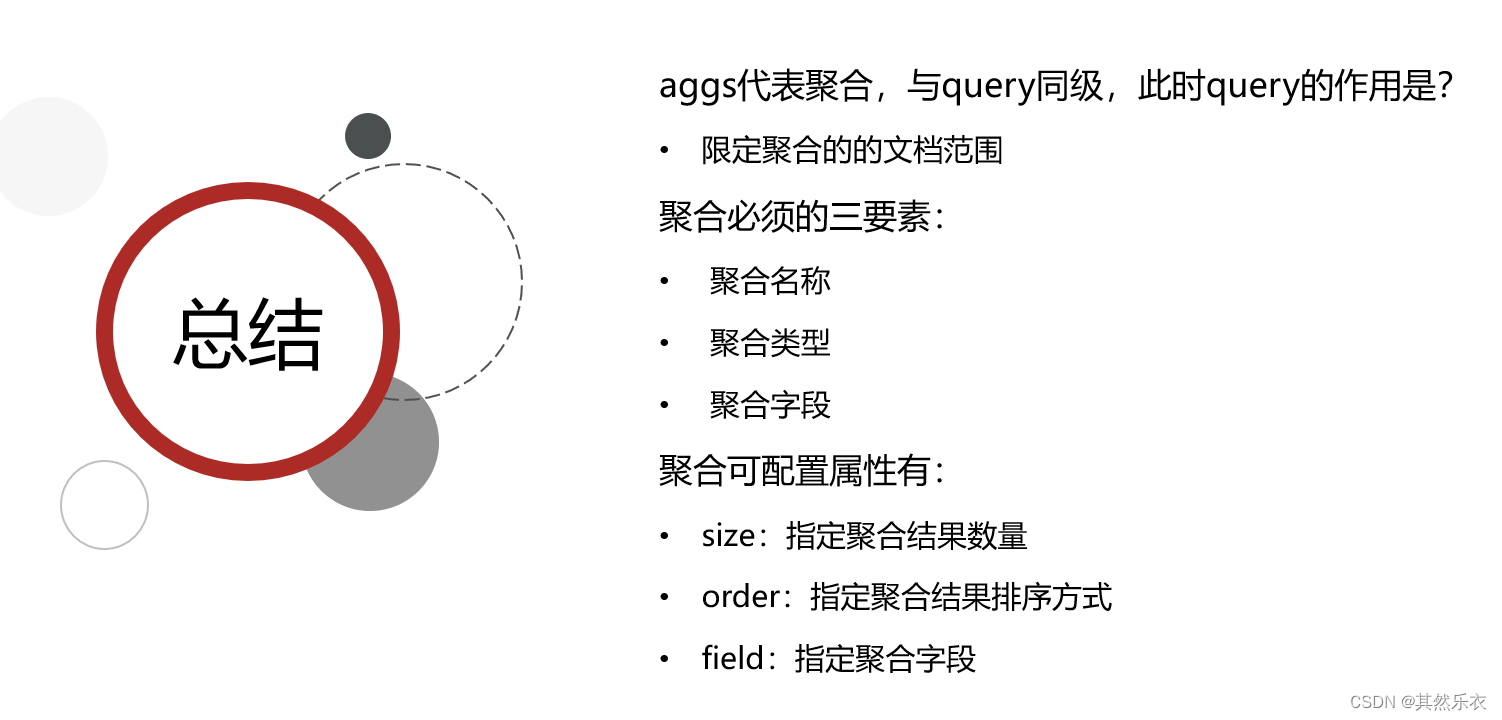 总结
aggs代表聚合，与query同级，此时query的作用是？
• 限定聚合的的文档范围
聚合必须的三要素：
• 聚合名称
• 聚合类型
• 聚合字段
聚合可配置属性有：
• size：指定聚合结果数量
• order：指定聚合结果排序方式
• field：指定聚合字段
CSDN @其然乐衣